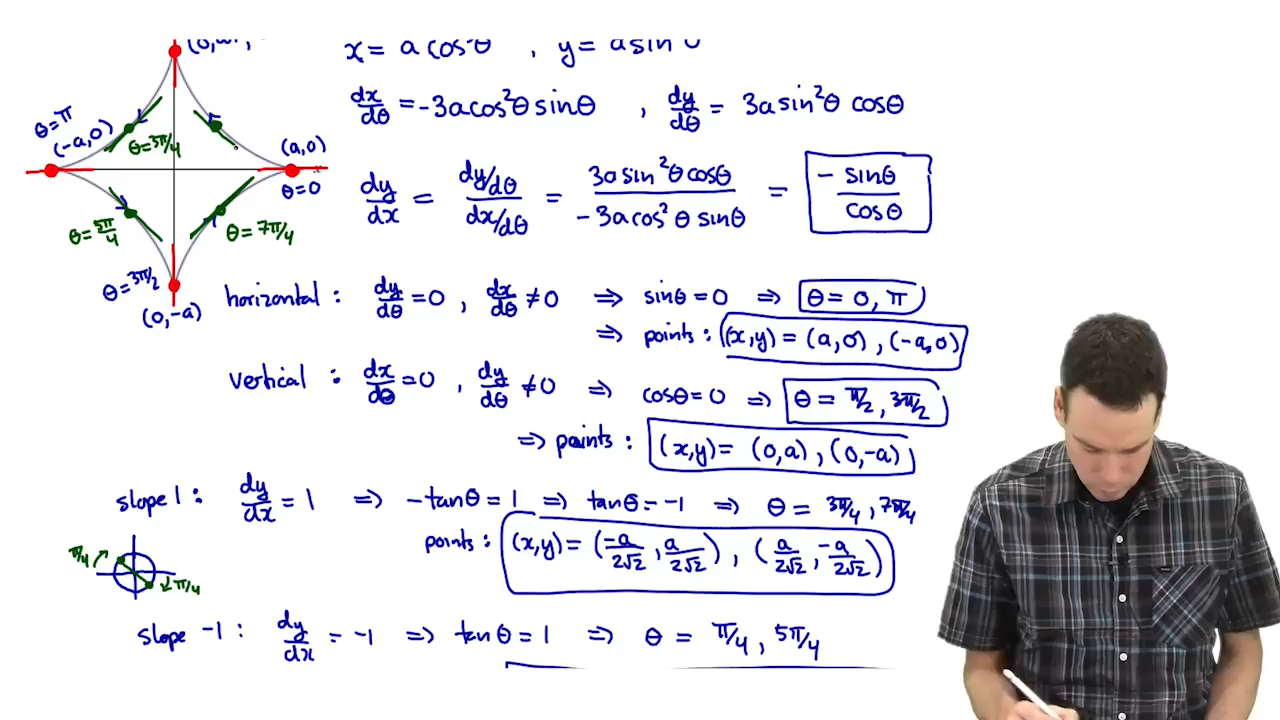 x = a cos³θ , y = a sin³θ
dx/dθ = -3a cos²θ sinθ , dy/dθ = 3a sin²θ cosθ
θ=π
(-a,0)
θ=3π/4
(a,0)
θ=0
θ=5π/4
θ=7π/4
θ=3π/2
(0,-a)
dy/dx = dy/dθ / dx/dθ = 3a sin²θ cosθ / -3a cos²θ sinθ = - sinθ / cosθ
horizontal : dy/dθ = 0 , dx/dθ ≠ 0 ⇒ sinθ = 0 ⇒ θ = 0, π
⇒ points : (x,y) = (a,0) , (-a,0)
vertical : dx/dθ = 0 , dy/dθ ≠ 0 ⇒ cosθ = 0 ⇒ θ = π/2 , 3π/2
⇒ points : (x,y) = (0,a) , (0,-a)
slope 1 : dy/dx = 1 ⇒ -tanθ = 1 ⇒ tanθ = -1 ⇒ θ = 3π/4 , 7π/4
points : (x,y) = (-a/2√2 , a/2√2) , (a/2√2 , -a/2√2)
π/4
π/4
slope -1 : dy/dx = -1 ⇒ tanθ = 1 ⇒ θ = π/4 , 5π/4